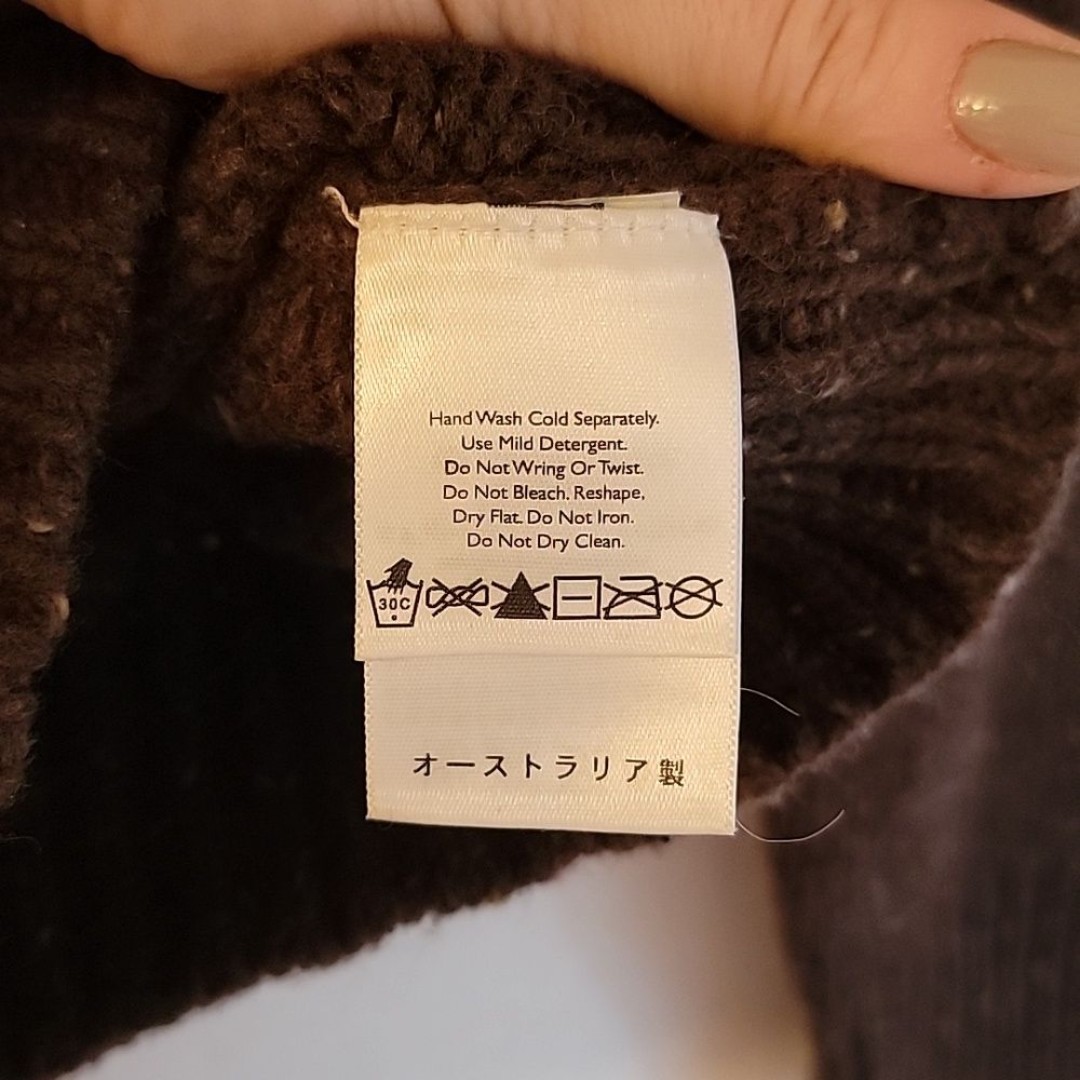 Hand Wash Cold Separately.
Use Mild Detergent.
Do Not Wring Or Twist.
Do Not Bleach. Reshape,
Dry Flat. Do Not Iron.
Do Not Dry Clean.
30C
オーストラリア製